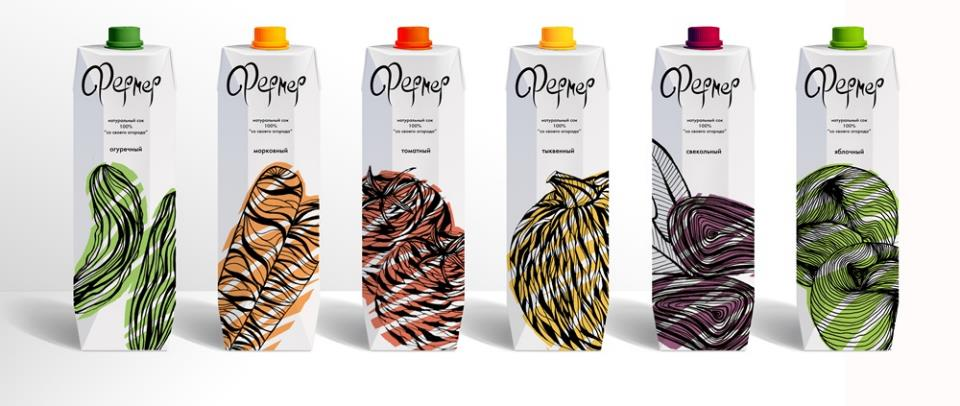 Фермер
натуральный сок
100%
"со своего огорода"
огуречный
Фермер
натуральный сок
100%
"со своего огорода"
морковный
Фермер
натуральный сок
100%
"со своего огорода"
томатный
Фермер
натуральный сок
100%
"со своего огорода"
тыквенный
Фермер
натуральный сок
100%
"со своего огорода"
свекольный
Фермер
натуральный сок
100%
"со своего огорода"
яблочный